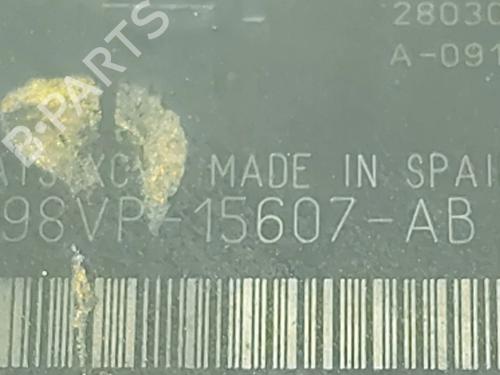 28030
A-091
MADE IN SPAI
98VP-15607-AB
B-PARTS